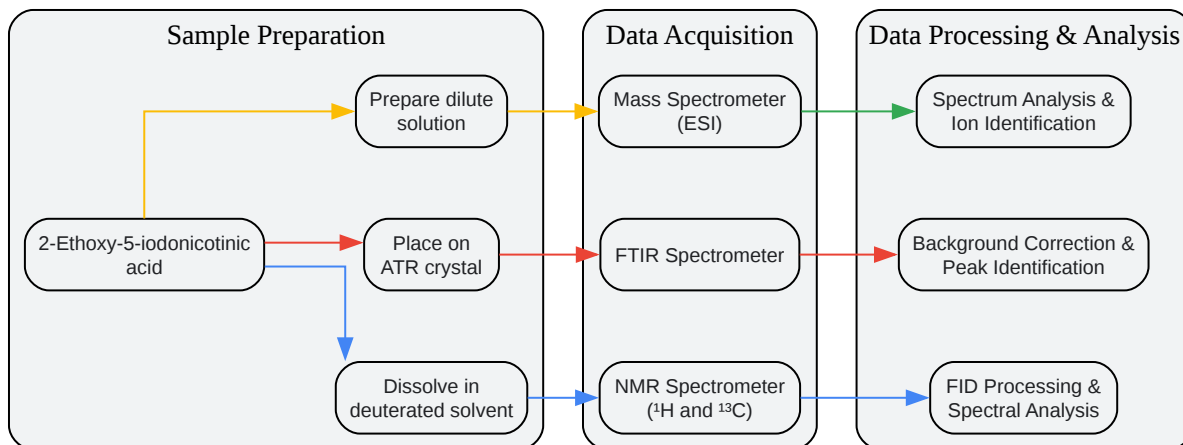 Sample Preparation
Data Acquisition
Data Processing & Analysis
Prepare dilute
solution
Mass Spectrometer
(ESI)
Spectrum Analysis &
Ion Identification
2-Ethoxy-5-iodonicotinic
acid
Place on
ATR crystal
FTIR Spectrometer
Background Correction &
Peak Identification
Dissolve in
deuterated solvent
NMR Spectrometer
(¹H and ¹³C)
FID Processing &
Spectral Analysis